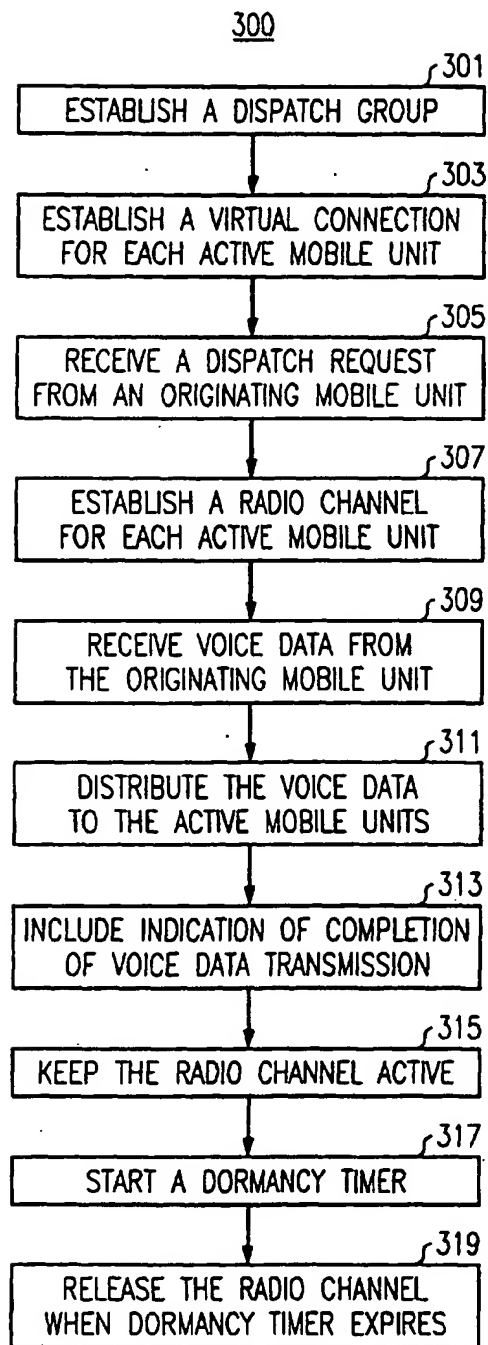 300
301
ESTABLISH A DISPATCH GROUP
303
ESTABLISH A VIRTUAL CONNECTION
FOR EACH ACTIVE MOBILE UNIT
305
RECEIVE A DISPATCH REQUEST
FROM AN ORIGINATING MOBILE UNIT
307
ESTABLISH A RADIO CHANNEL
FOR EACH ACTIVE MOBILE UNIT
309
RECEIVE VOICE DATA FROM
THE ORIGINATING MOBILE UNIT
311
DISTRIBUTE THE VOICE DATA
TO THE ACTIVE MOBILE UNITS
313
INCLUDE INDICATION OF COMPLETION
OF VOICE DATA TRANSMISSION
315
KEEP THE RADIO CHANNEL ACTIVE
317
START A DORMANCY TIMER
319
RELEASE THE RADIO CHANNEL
WHEN DORMANCY TIMER EXPIRES